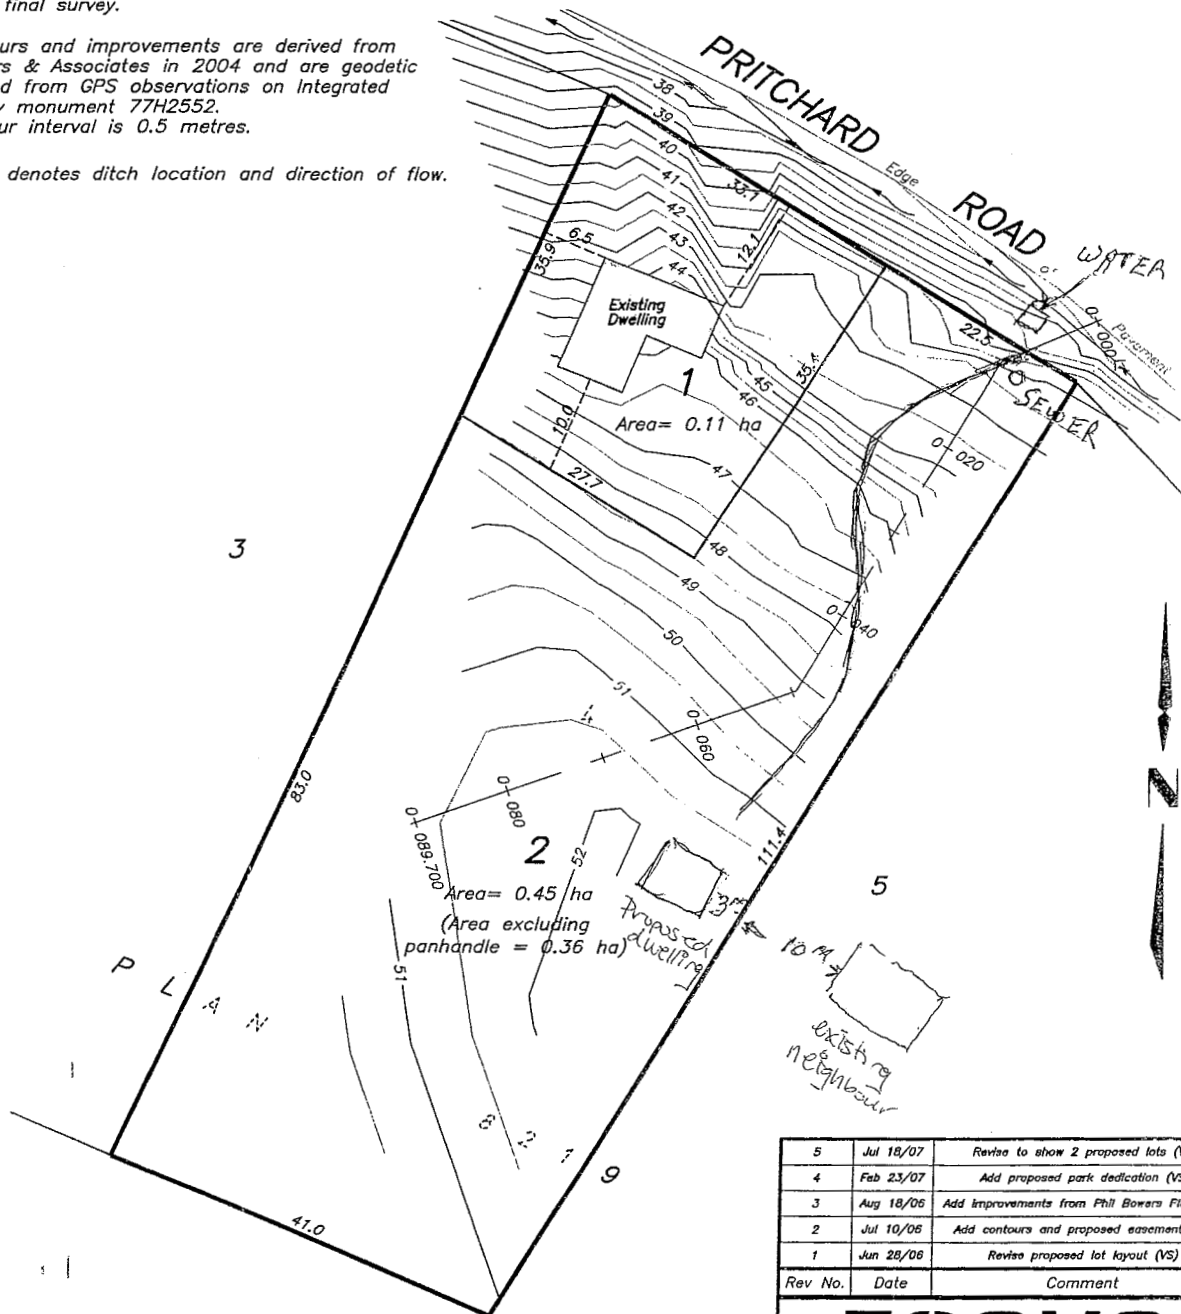 final survey.
urs and improvements are derived from
rs & Associates in 2004 and are geodetic
d from GPS observations on Integrated
y monument 77H2552.
ur interval is 0.5 metres.
denotes ditch location and direction of flow.
PRITCHARD ROAD
Edge
Pavement
WATER
SEWER
38
39
40
41
42
43
44
33.1
12.1
6.5
35.9
Existing
Dwelling
22.5
0+000
35.4
45
46
1
Area= 0.11 ha
10.0
27.7
47
0+020
48
49
0+040
50
51
3
4
0+060
0+080
0+089.700
83.0
111.4
52
2
Area= 0.45 ha
(Area excluding
panhandle = 0.36 ha)
Proposed
dwelling
3m
5
10 M
existing
neighbour
51
PLAN
8219
41.0
N
5 Jul 18/07 Revise to show 2 proposed lots (V
4 Feb 23/07 Add proposed park dedication (VS
3 Aug 18/06 Add improvements from Phil Bowers Fi
2 Jul 10/06 Add contours and proposed easement
1 Jun 28/06 Revise proposed lot layout (VS)
Rev No. Date Comment